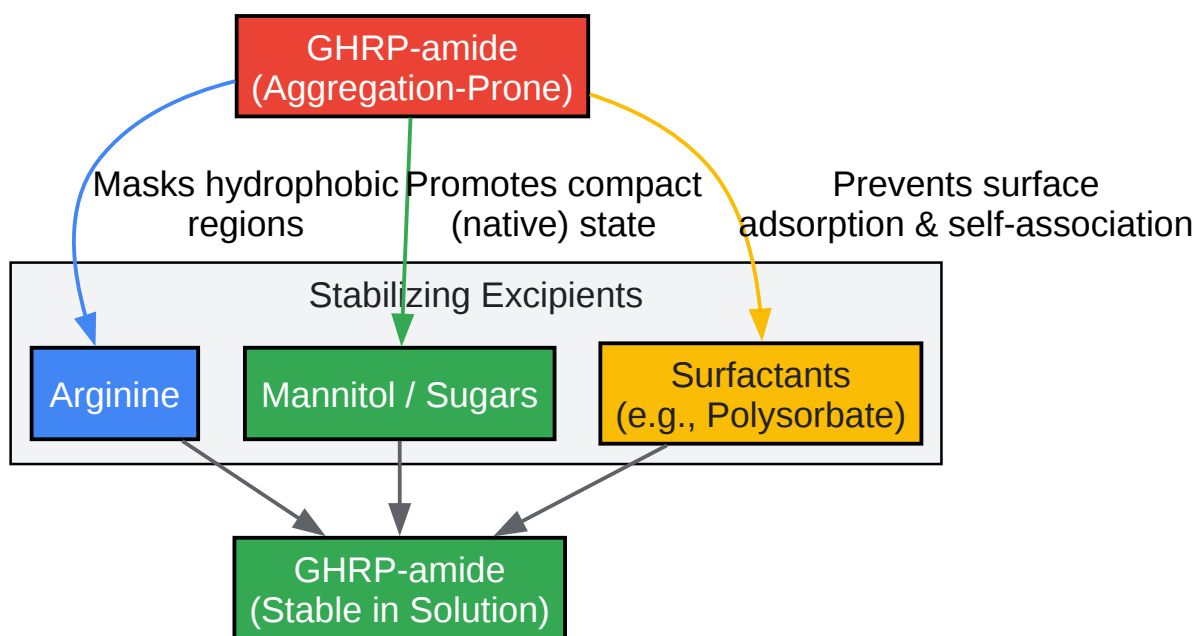 GHRP-amide
(Aggregation-Prone)
Masks hydrophobic
regions
Promotes compact
(native) state
Prevents surface
adsorption & self-association
Stabilizing Excipients
Arginine
Mannitol / Sugars
Surfactants
(e.g., Polysorbate)
GHRP-amide
(Stable in Solution)